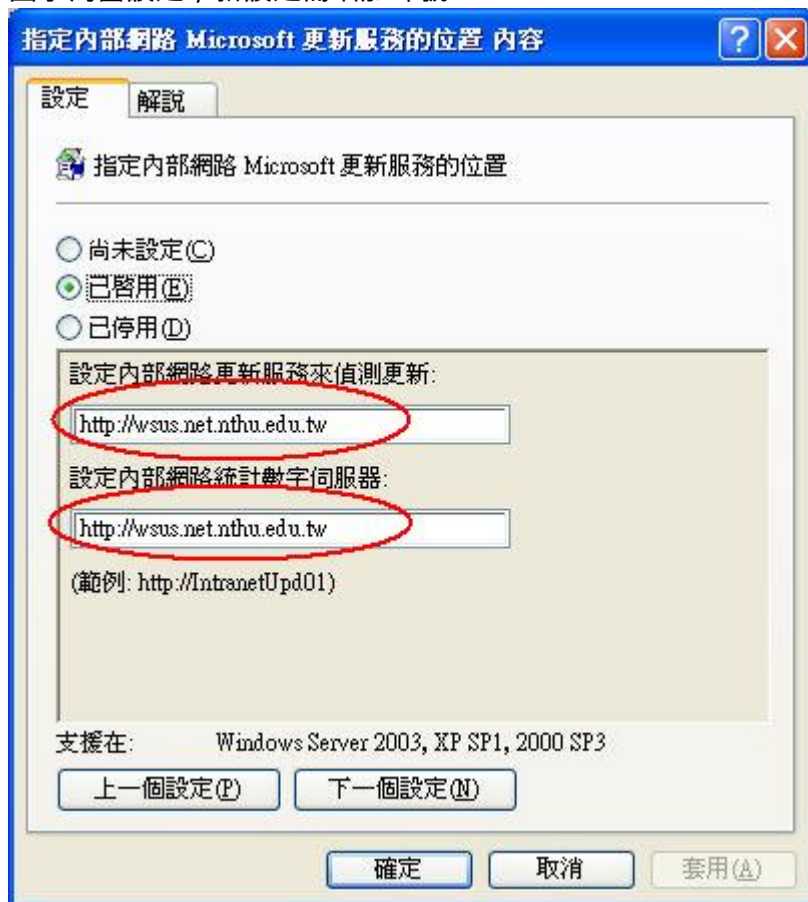 指定內部網路 Microsoft 更新服務的位置 內容
設定
解說
指定內部網路 Microsoft 更新服務的位置
尚未設定(C)
已啓用(E)
已停用(D)
設定內部網路更新服務來偵測更新:
http://wsus.net.nthu.edu.tw
設定內部網路統計數字伺服器:
http://wsus.net.nthu.edu.tw
(範例: http://IntranetUpd01)
支援在: Windows Server 2003, XP SP1, 2000 SP3
上一個設定(P)
下一個設定(N)
確定
取消
套用(A)